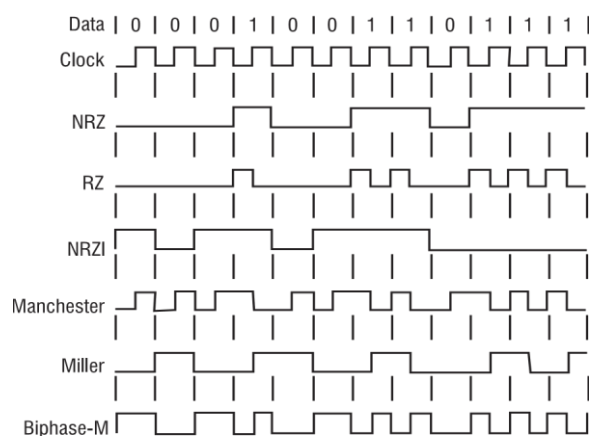 Data | 0 | 0 | 0 | 1 | 0 | 0 | 1 | 1 | 0 | 1 | 1 | 1 |
Clock
NRZ
RZ
NRZI
Manchester
Miller
Biphase-M